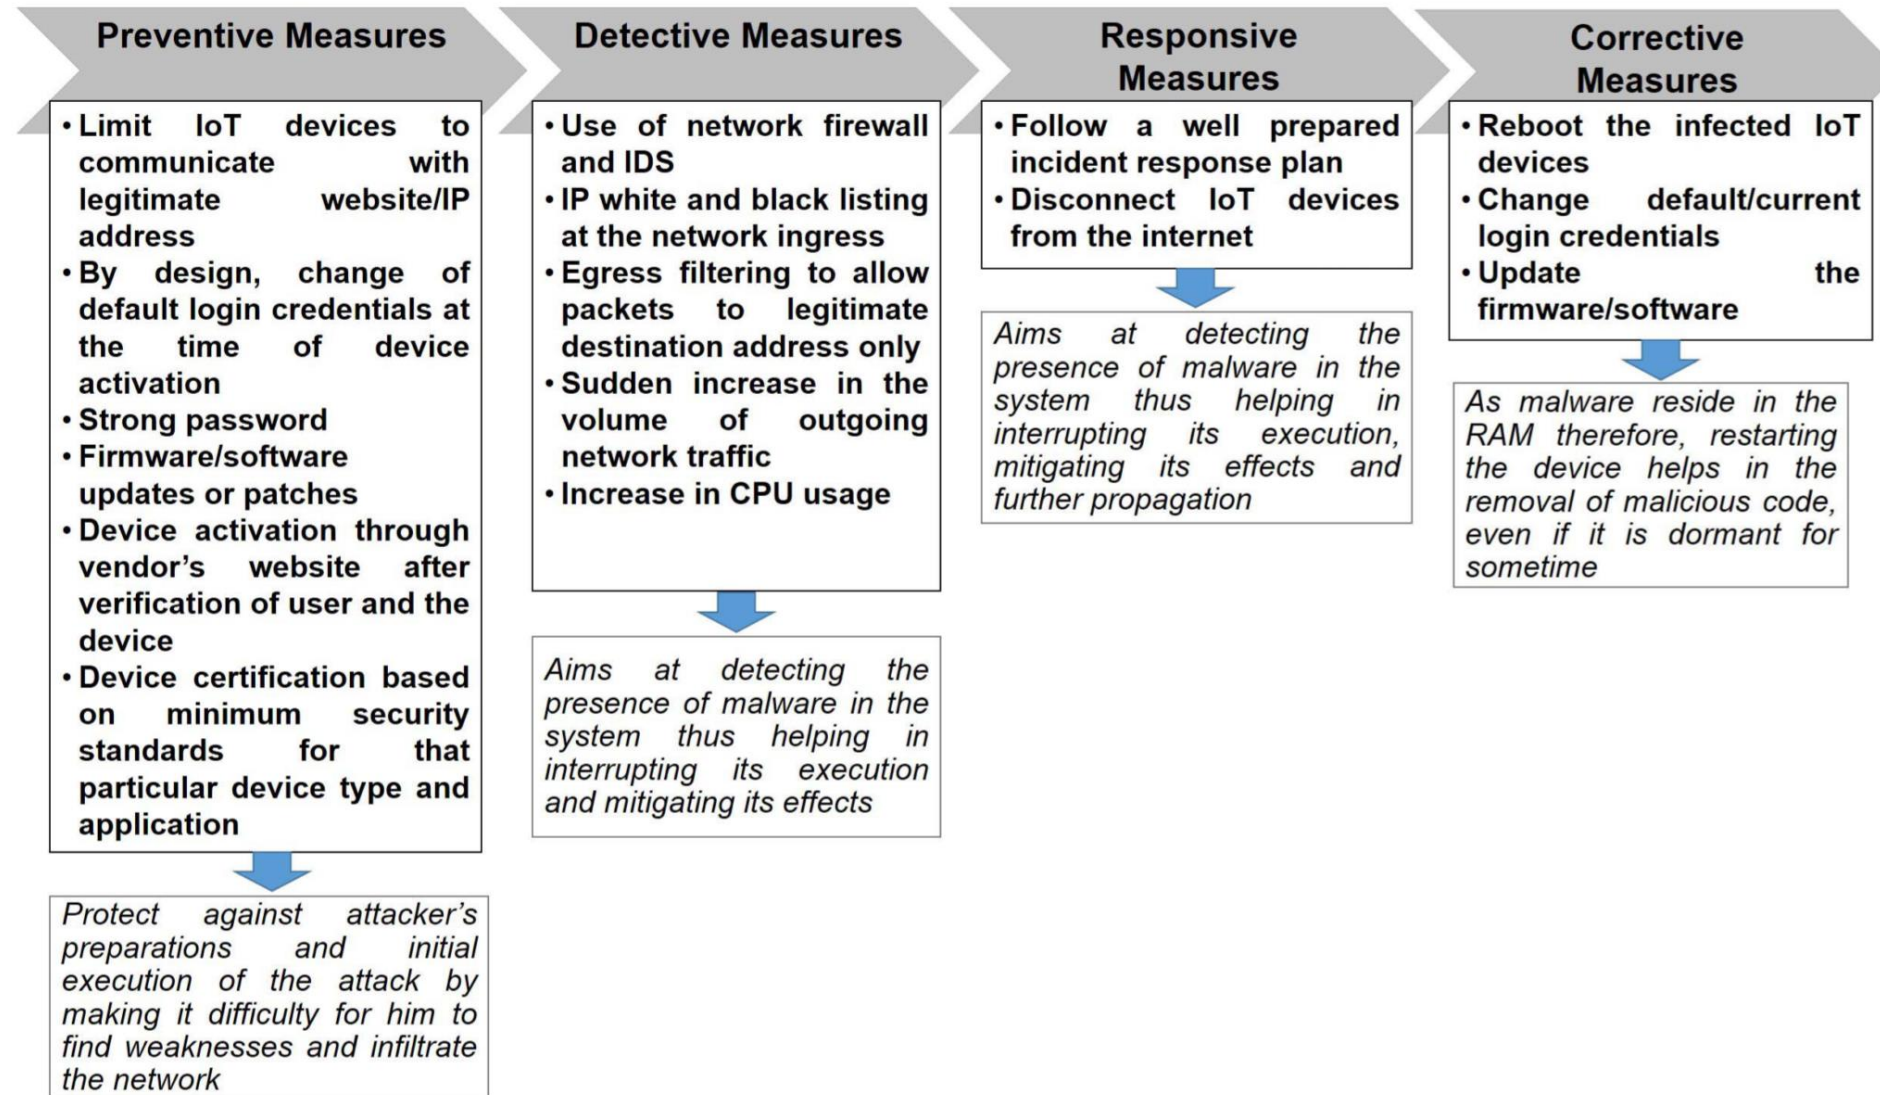 Preventive Measures
• Limit IoT devices to
communicate with
legitimate website/IP
address
• By design, change of
default login credentials at
the time of device
activation
• Strong password
• Firmware/software
updates or patches
• Device activation through
vendor’s website after
verification of user and the
device
• Device certification based
on minimum security
standards for that
particular device type and
application
Protect against attacker’s
preparations and initial
execution of the attack by
making it difficulty for him to
find weaknesses and infiltrate
the network
Detective Measures
• Use of network firewall
and IDS
• IP white and black listing
at the network ingress
• Egress filtering to allow
packets to legitimate
destination address only
• Sudden increase in the
volume of outgoing
network traffic
• Increase in CPU usage
Aims at detecting the
presence of malware in the
system thus helping in
interrupting its execution
and mitigating its effects
Responsive
Measures
• Follow a well prepared
incident response plan
• Disconnect IoT devices
from the internet
Aims at detecting the
presence of malware in the
system thus helping in
interrupting its execution,
mitigating its effects and
further propagation
Corrective
Measures
• Reboot the infected IoT
devices
• Change default/current
login credentials
• Update the
firmware/software
As malware reside in the
RAM therefore, restarting
the device helps in the
removal of malicious code,
even if it is dormant for
sometime